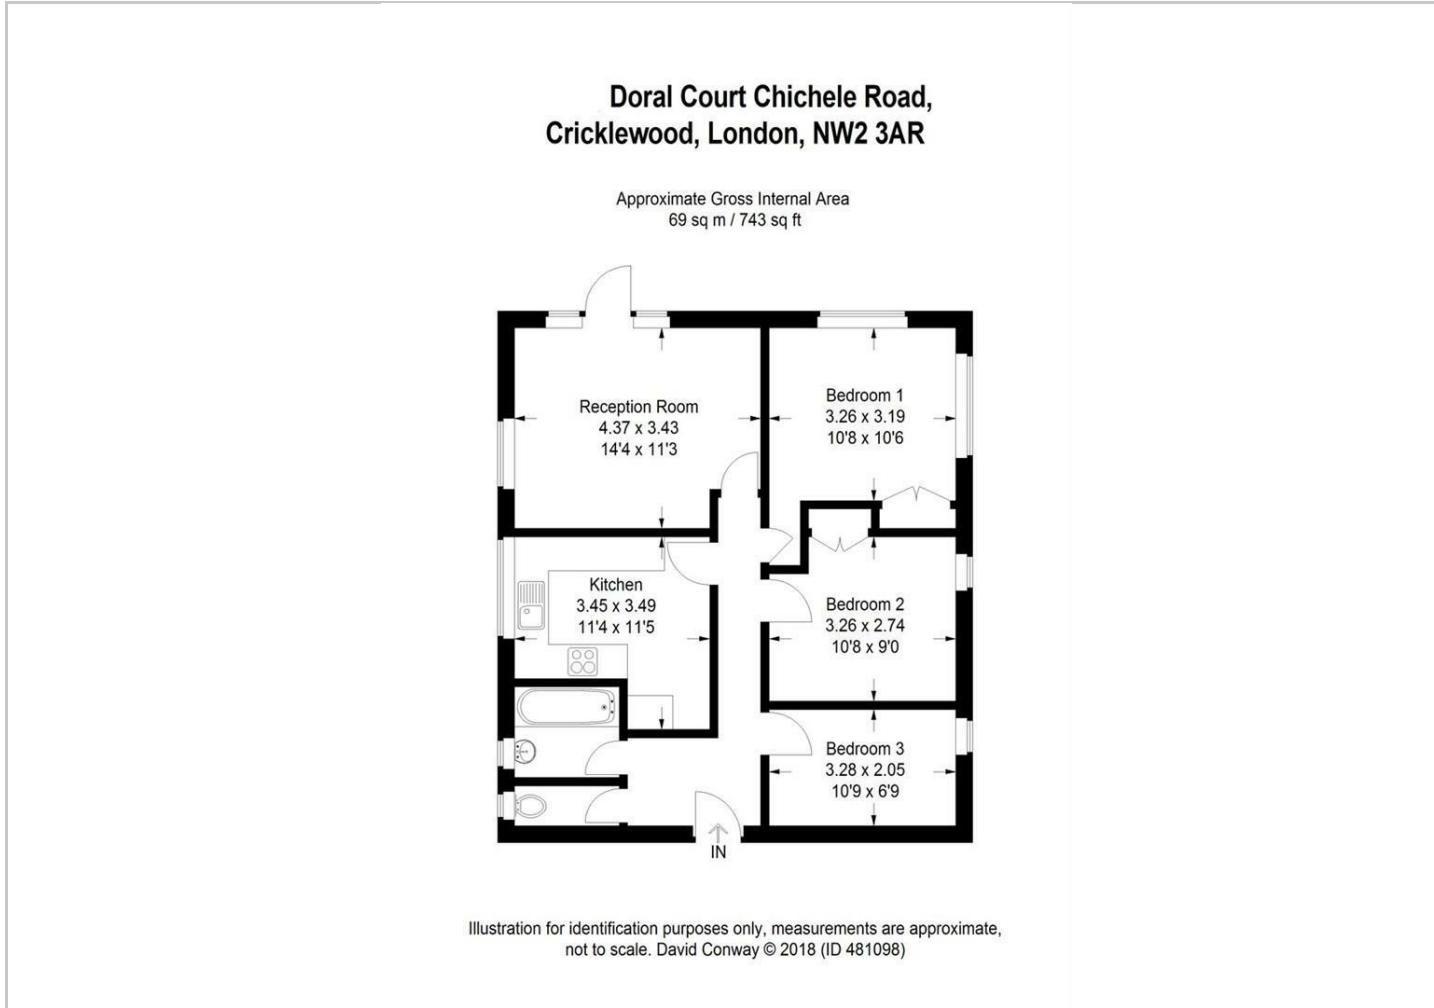 Doral Court Chichele Road,
Cricklewood, London, NW2 3AR
Approximate Gross Internal Area
69 sq m / 743 sq ft
Reception Room
4.37 x 3.43
14'4 x 11'3
Bedroom 1
3.26 x 3.19
10'8 x 10'6
Kitchen
3.45 x 3.49
11'4 x 11'5
Bedroom 2
3.26 x 2.74
10'8 x 9'0
Bedroom 3
3.28 x 2.05
10'9 x 6'9
IN
Illustration for identification purposes only, measurements are approximate,
not to scale. David Conway © 2018 (ID 481098)